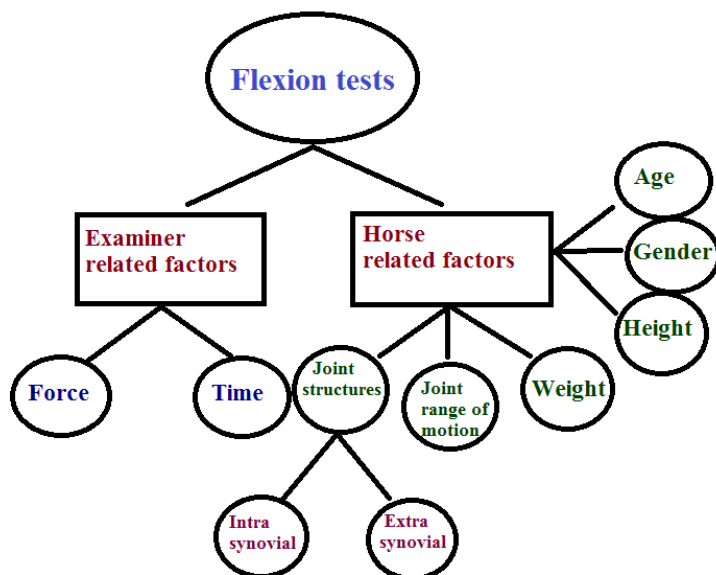 Flexion tests
Examiner
related factors
Horse
related factors
Age
Gender
Height
Force
Time
Joint
structures
Joint
range of
motion
Weight
Intra
synovial
Extra
synovial